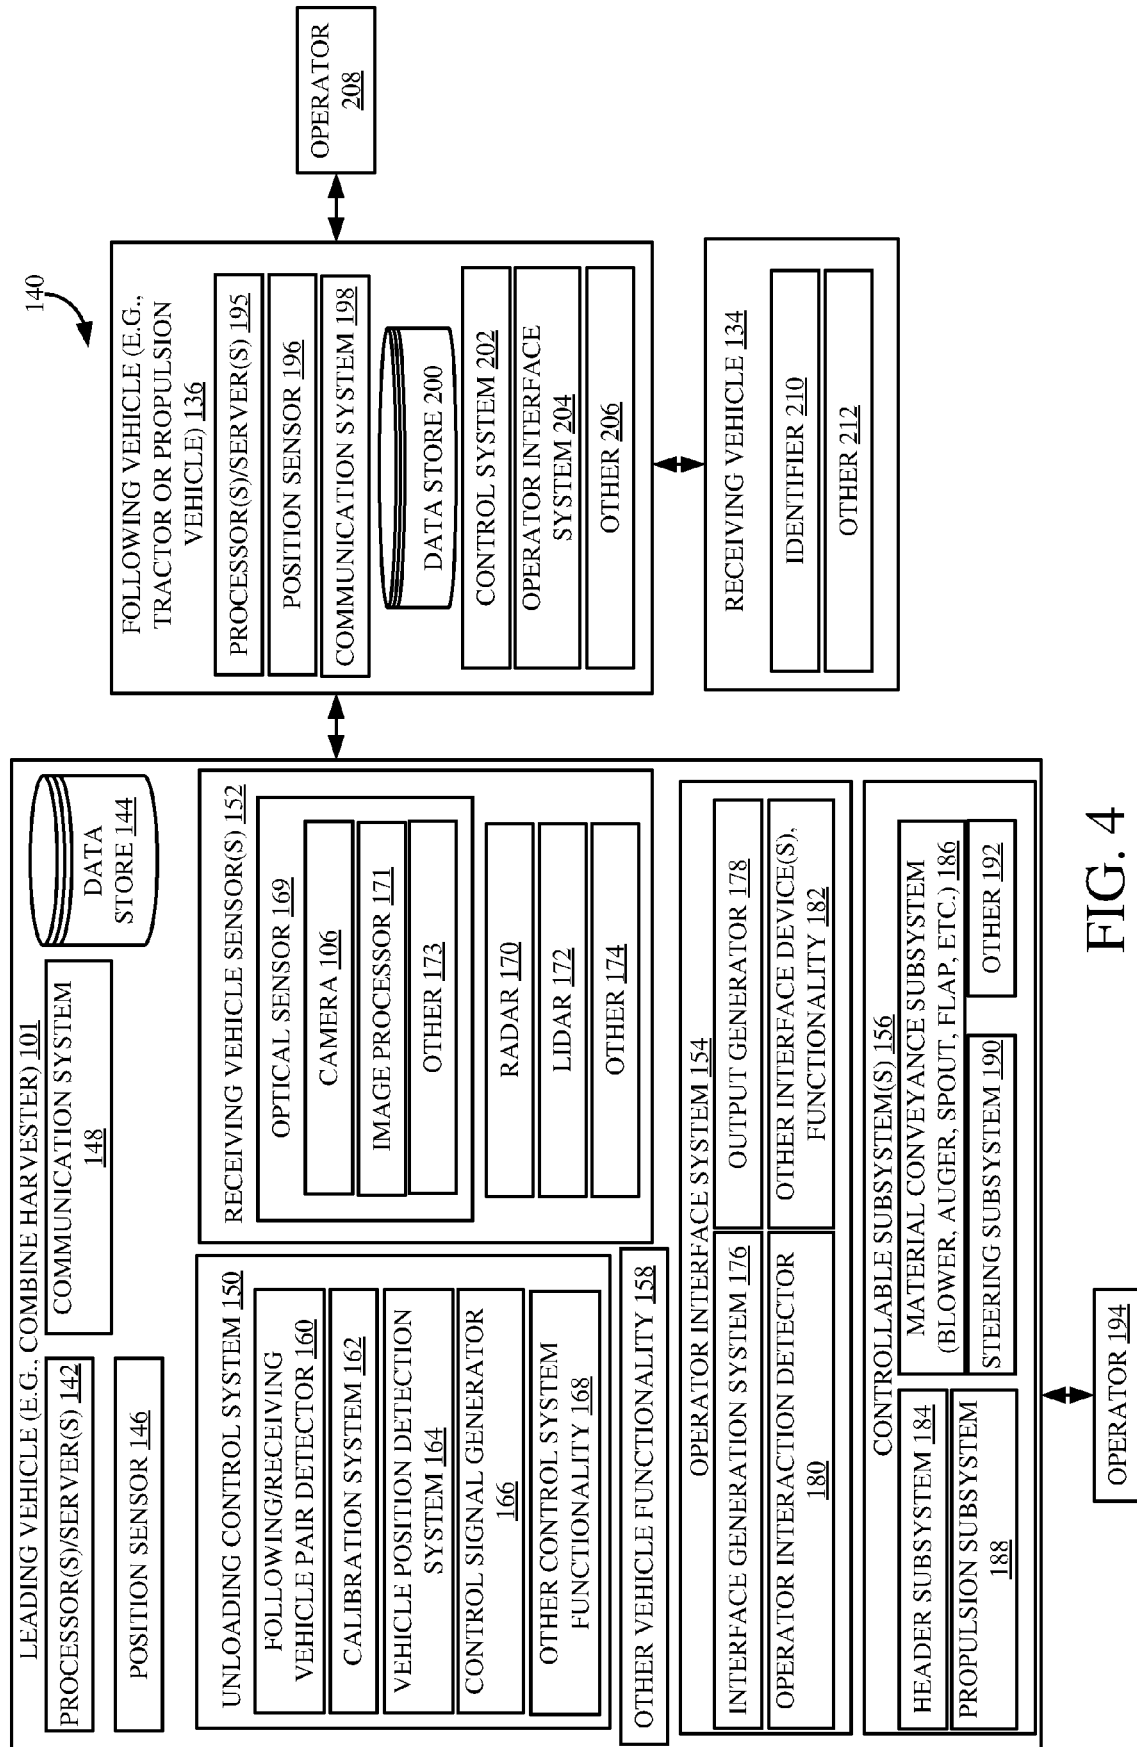 140
LEADING VEHICLE (E.G., COMBINE HARVESTER) 101
PROCESSOR(S)/SERVER(S) 142
COMMUNICATION SYSTEM
148
DATA
STORE 144
POSITION SENSOR 146
UNLOADING CONTROL SYSTEM 150
FOLLOWING/RECEIVING
VEHICLE PAIR DETECTOR 160
CALIBRATION SYSTEM 162
VEHICLE POSITION DETECTION
SYSTEM 164
CONTROL SIGNAL GENERATOR
166
OTHER CONTROL SYSTEM
FUNCTIONALITY 168
RECEIVING VEHICLE SENSOR(S) 152
OPTICAL SENSOR 169
CAMERA 106
IMAGE PROCESSOR 171
OTHER 173
RADAR 170
LIDAR 172
OTHER 174
OTHER VEHICLE FUNCTIONALITY 158
OPERATOR INTERFACE SYSTEM 154
INTERFACE GENERATION SYSTEM 176
OUTPUT GENERATOR 178
OPERATOR INTERACTION DETECTOR
180
OTHER INTERFACE DEVICE(S),
FUNCTIONALITY 182
CONTROLLABLE SUBSYSTEM(S) 156
HEADER SUBSYSTEM 184
MATERIAL CONVEYANCE SUBSYSTEM
(BLOWER, AUGER, SPOUT, FLAP, ETC.) 186
PROPULSION SUBSYSTEM
188
STEERING SUBSYSTEM 190
OTHER 192
OPERATOR 194
FOLLOWING VEHICLE (E.G.,
TRACTOR OR PROPULSION
VEHICLE) 136
PROCESSOR(S)/SERVER(S) 195
POSITION SENSOR 196
COMMUNICATION SYSTEM 198
DATA STORE 200
CONTROL SYSTEM 202
OPERATOR INTERFACE
SYSTEM 204
OTHER 206
OPERATOR
208
RECEIVING VEHICLE 134
IDENTIFIER 210
OTHER 212
FIG. 4